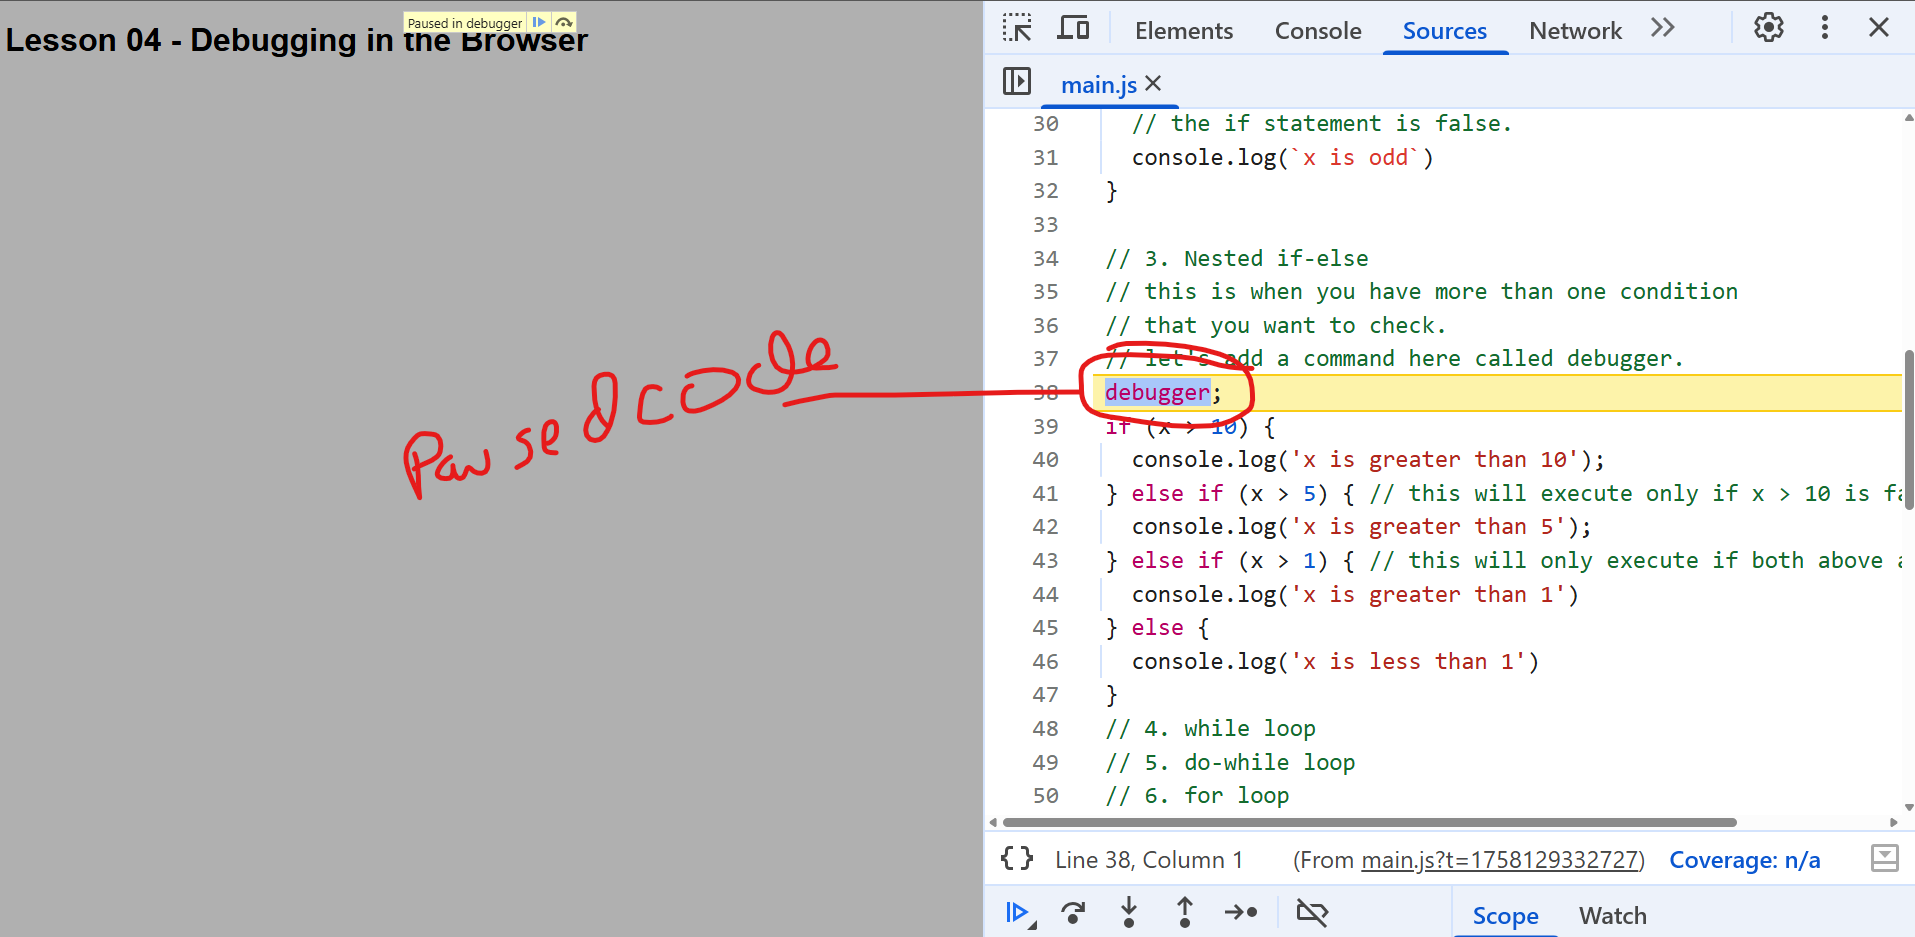 Paused in debugger
Lesson 04 - Debugging in the Browser
Paused code
Elements Console Sources Network
main.js
30 // the if statement is false.
31 console.log(`x is odd`)
32 }
33
34 // 3. Nested if-else
35 // this is when you have more than one condition
36 // that you want to check.
37 // let's add a command here called debugger.
38 debugger;
39 if (x > 10) {
40 console.log('x is greater than 10');
41 } else if (x > 5) { // this will execute only if x > 10 is fa
42 console.log('x is greater than 5');
43 } else if (x > 1) { // this will only execute if both above a
44 console.log('x is greater than 1')
45 } else {
46 console.log('x is less than 1')
47 }
48 // 4. while loop
49 // 5. do-while loop
50 // 6. for loop
{} Line 38, Column 1 (From main.js?t=1758129332727) Coverage: n/a
Scope Watch